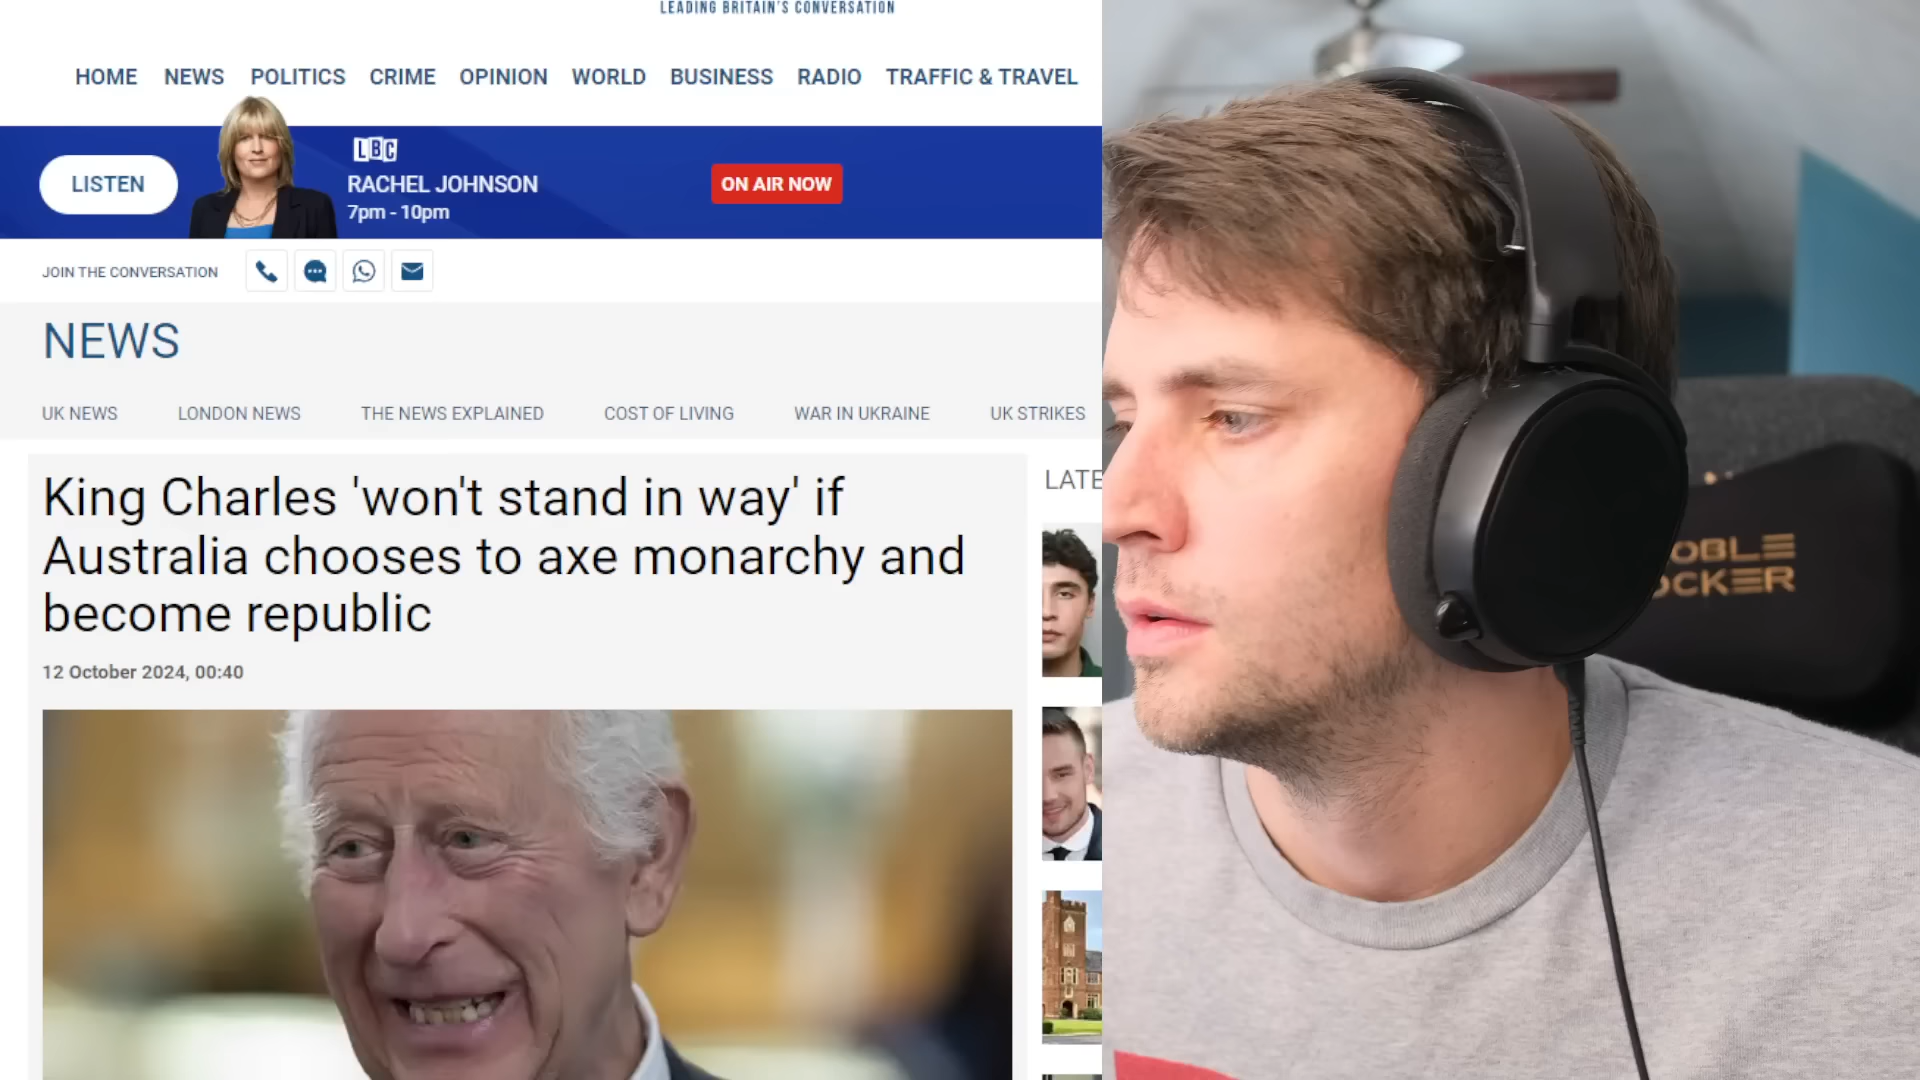 LEADING BRITAIN'S CONVERSATION
HOME NEWS POLITICS CRIME OPINION WORLD BUSINESS RADIO TRAFFIC & TRAVEL
LISTEN
LBC
RACHEL JOHNSON
7pm - 10pm
ON AIR NOW
JOIN THE CONVERSATION
NEWS
UK NEWS LONDON NEWS THE NEWS EXPLAINED COST OF LIVING WAR IN UKRAINE UK STRIKES
King Charles 'won't stand in way' if
Australia chooses to axe monarchy and
become republic
12 October 2024, 00:40
LATE
OBLE
OCKER